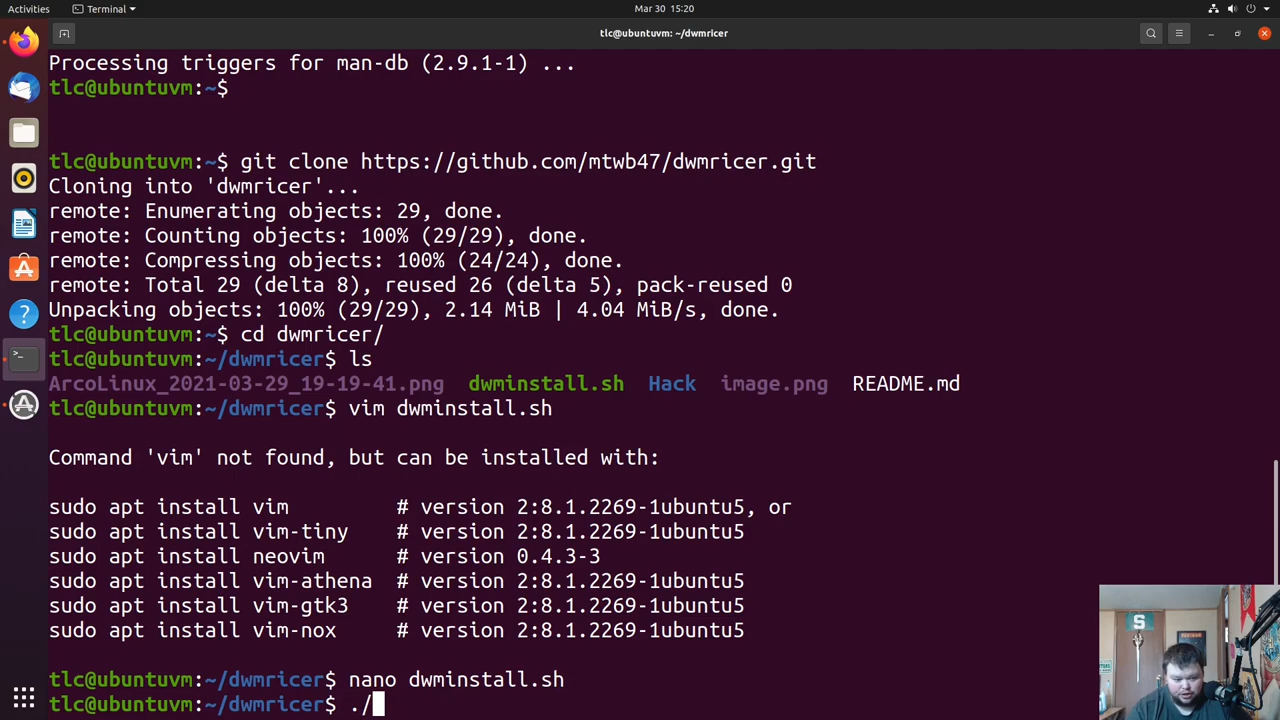 Activities
Terminal
Mar 30 15:20
tlc@ubuntuvm: ~/dwmricer
Processing triggers for man-db (2.9.1-1) ...
tlc@ubuntuvm:~$
tlc@ubuntuvm:~$ git clone https://github.com/mtwb47/dwmricer.git
Cloning into 'dwmricer'...
remote: Enumerating objects: 29, done.
remote: Counting objects: 100% (29/29), done.
remote: Compressing objects: 100% (24/24), done.
remote: Total 29 (delta 8), reused 26 (delta 5), pack-reused 0
Unpacking objects: 100% (29/29), 2.14 MiB | 4.04 MiB/s, done.
tlc@ubuntuvm:~$ cd dwmricer/
tlc@ubuntuvm:~/dwmricer$ ls
ArcoLinux_2021-03-29_19-19-41.png dwminstall.sh Hack image.png README.md
tlc@ubuntuvm:~/dwmricer$ vim dwminstall.sh
Command 'vim' not found, but can be installed with:
sudo apt install vim # version 2:8.1.2269-1ubuntu5, or
sudo apt install vim-tiny # version 2:8.1.2269-1ubuntu5
sudo apt install neovim # version 0.4.3-3
sudo apt install vim-athena # version 2:8.1.2269-1ubuntu5
sudo apt install vim-gtk3 # version 2:8.1.2269-1ubuntu5
sudo apt install vim-nox # version 2:8.1.2269-1ubuntu5
tlc@ubuntuvm:~/dwmricer$ nano dwminstall.sh
tlc@ubuntuvm:~/dwmricer$ ./
S